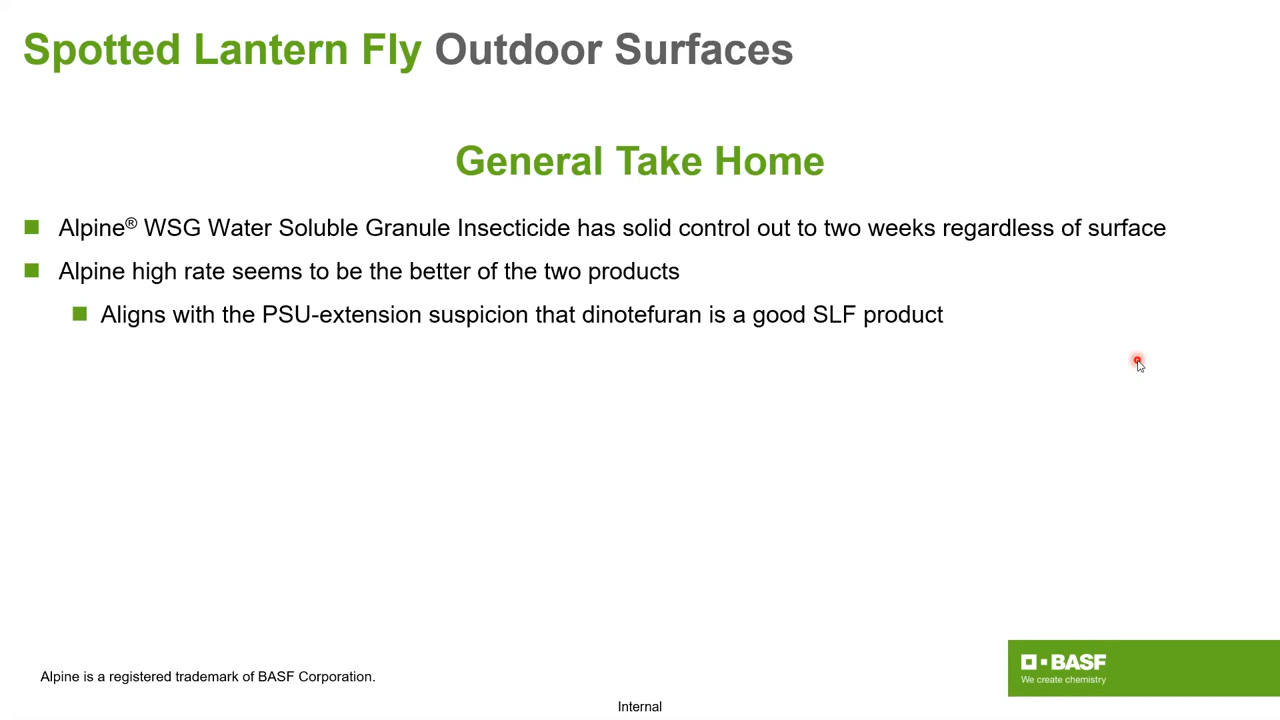 Spotted Lantern Fly Outdoor Surfaces
General Take Home
Alpine® WSG Water Soluble Granule Insecticide has solid control out to two weeks regardless of surface
Alpine high rate seems to be the better of the two products
Aligns with the PSU-extension suspicion that dinotefuran is a good SLF product
BASF
We create chemistry
Alpine is a registered trademark of BASF Corporation.
Internal